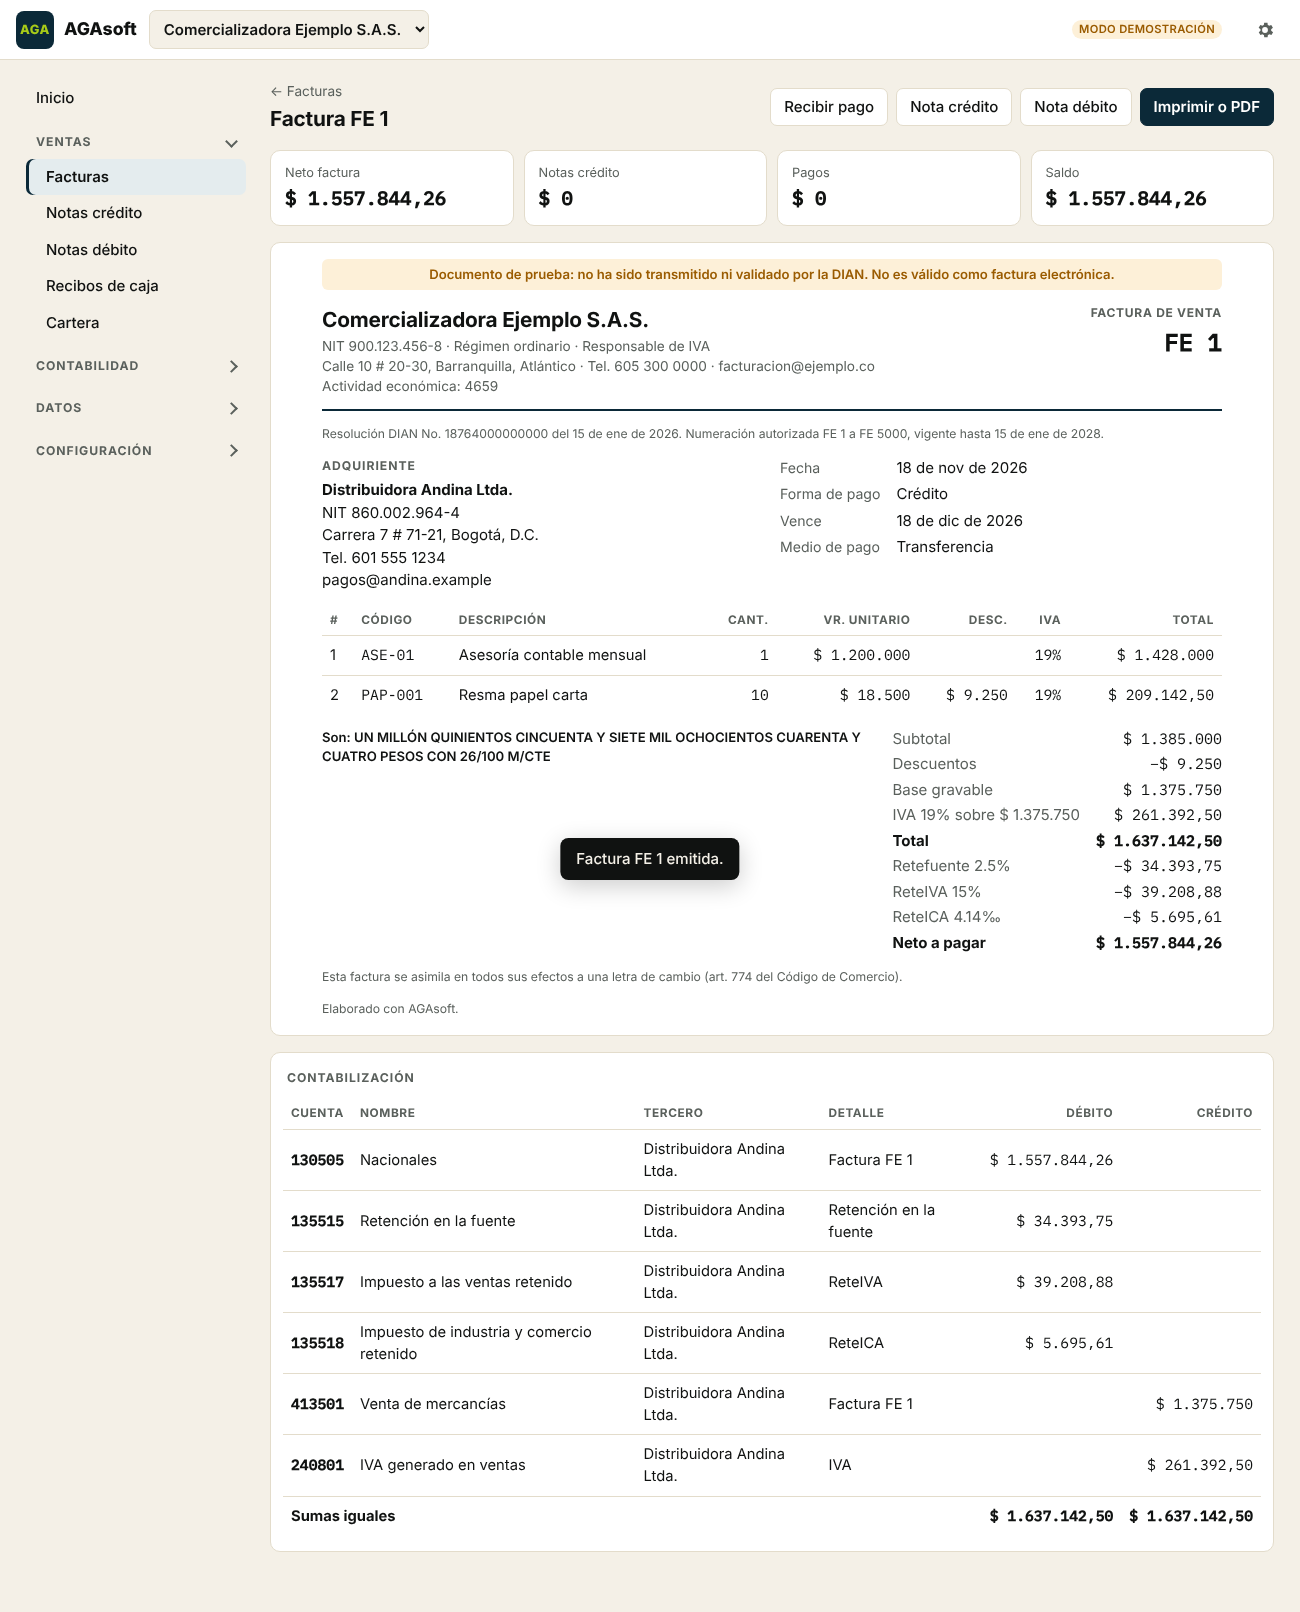 AGA AGAsoft Comercializadora Ejemplo S.A.S. MODO DEMOSTRACIÓN
Inicio
VENTAS
Facturas
Notas crédito
Notas débito
Recibos de caja
Cartera
CONTABILIDAD
DATOS
CONFIGURACIÓN
← Facturas
Factura FE 1
Recibir pago Nota crédito Nota débito Imprimir o PDF
Neto factura
$ 1.557.844,26
Notas crédito
$ 0
Pagos
$ 0
Saldo
$ 1.557.844,26
Documento de prueba: no ha sido transmitido ni validado por la DIAN. No es válido como factura electrónica.
Comercializadora Ejemplo S.A.S.
NIT 900.123.456-8 · Régimen ordinario · Responsable de IVA
Calle 10 # 20-30, Barranquilla, Atlántico · Tel. 605 300 0000 · facturacion@ejemplo.co
Actividad económica: 4659
FACTURA DE VENTA
FE 1
Resolución DIAN No. 18764000000000 del 15 de ene de 2026. Numeración autorizada FE 1 a FE 5000, vigente hasta 15 de ene de 2028.
ADQUIRIENTE
Distribuidora Andina Ltda.
NIT 860.002.964-4
Carrera 7 # 71-21, Bogotá, D.C.
Tel. 601 555 1234
pagos@andina.example
Fecha 18 de nov de 2026
Forma de pago Crédito
Vence 18 de dic de 2026
Medio de pago Transferencia
# CÓDIGO DESCRIPCIÓN CANT. VR. UNITARIO DESC. IVA TOTAL
1 ASE-01 Asesoría contable mensual 1 $ 1.200.000 19% $ 1.428.000
2 PAP-001 Resma papel carta 10 $ 18.500 $ 9.250 19% $ 209.142,50
Son: UN MILLÓN QUINIENTOS CINCUENTA Y SIETE MIL OCHOCIENTOS CUARENTA Y
CUATRO PESOS CON 26/100 M/CTE
Subtotal $ 1.385.000
Descuentos −$ 9.250
Base gravable $ 1.375.750
IVA 19% sobre $ 1.375.750 $ 261.392,50
Total $ 1.637.142,50
Retefuente 2.5% −$ 34.393,75
ReteIVA 15% −$ 39.208,88
ReteICA 4.14‰ −$ 5.695,61
Neto a pagar $ 1.557.844,26
Factura FE 1 emitida.
Esta factura se asimila en todos sus efectos a una letra de cambio (art. 774 del Código de Comercio).
Elaborado con AGAsoft.
CONTABILIZACIÓN
CUENTA NOMBRE TERCERO DETALLE DÉBITO CRÉDITO
130505 Nacionales Distribuidora Andina Ltda. Factura FE 1 $ 1.557.844,26
135515 Retención en la fuente Distribuidora Andina Ltda. Retención en la fuente $ 34.393,75
135517 Impuesto a las ventas retenido Distribuidora Andina Ltda. ReteIVA $ 39.208,88
135518 Impuesto de industria y comercio retenido Distribuidora Andina Ltda. ReteICA $ 5.695,61
413501 Venta de mercancías Distribuidora Andina Ltda. Factura FE 1 $ 1.375.750
240801 IVA generado en ventas Distribuidora Andina Ltda. IVA $ 261.392,50
Sumas iguales $ 1.637.142,50 $ 1.637.142,50